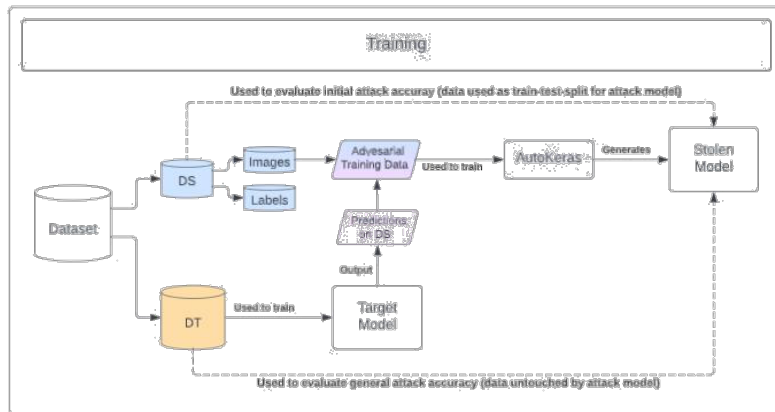 Training
Used to evaluate initial attack accuray (data used as train-test-split for attack model)
Images
Advesarial
Training Data
Used to train
AutoKeras
Generates
Stolen
Model
DS
Labels
Dataset
Predictions
on DS
Output
DT
Used to train
Target
Model
Used to evaluate general attack accuracy (data untouched by attack model)